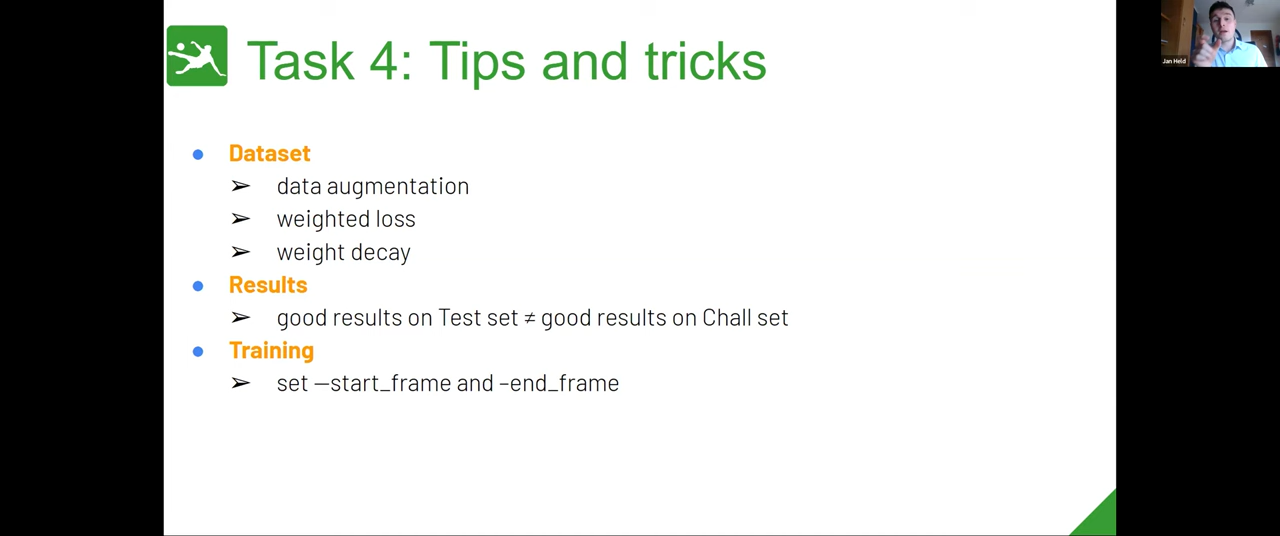 Task 4: Tips and tricks
Jan Held
● Dataset
➢ data augmentation
➢ weighted loss
➢ weight decay
● Results
➢ good results on Test set ≠ good results on Chall set
● Training
➢ set —start_frame and –end_frame